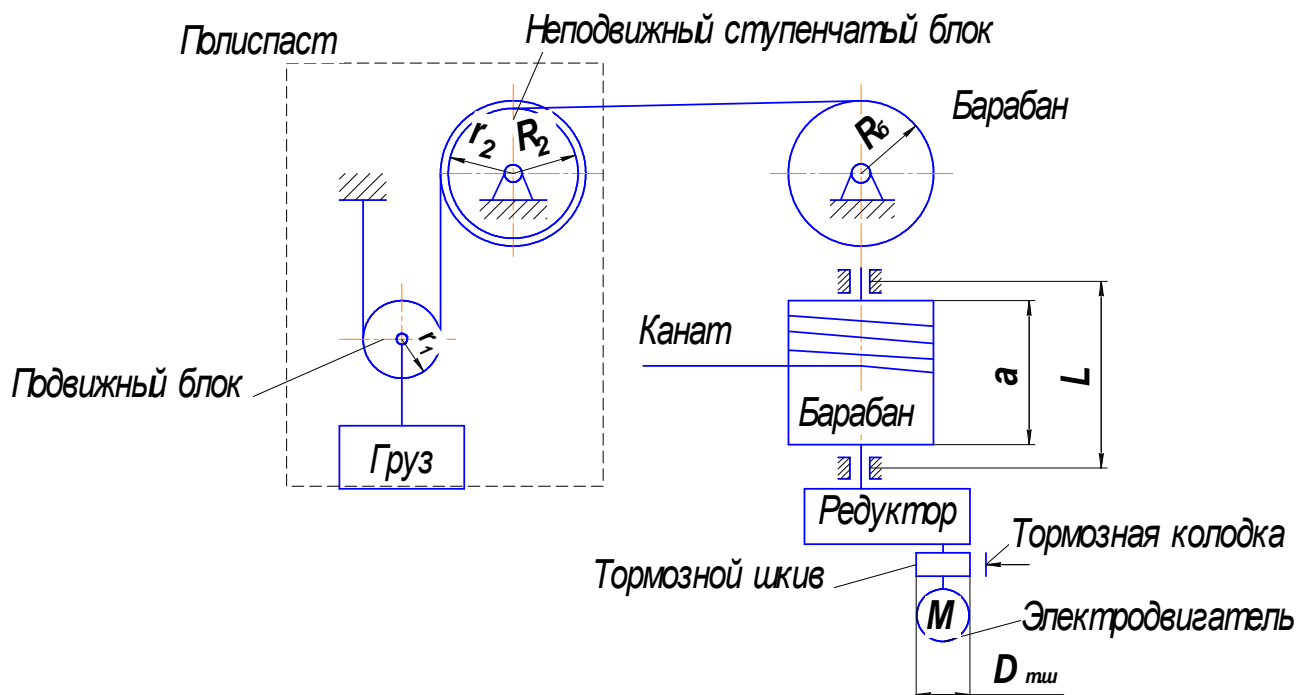 Полиспаст
Неподвижный ступенчатый блок
Барабан
r2
R2
Rб
r1
Подвижный блок
Груз
Канат
Барабан
a
L
Редуктор
Тормозной шкив
Тормозная колодка
М
Электродвигатель
D тш